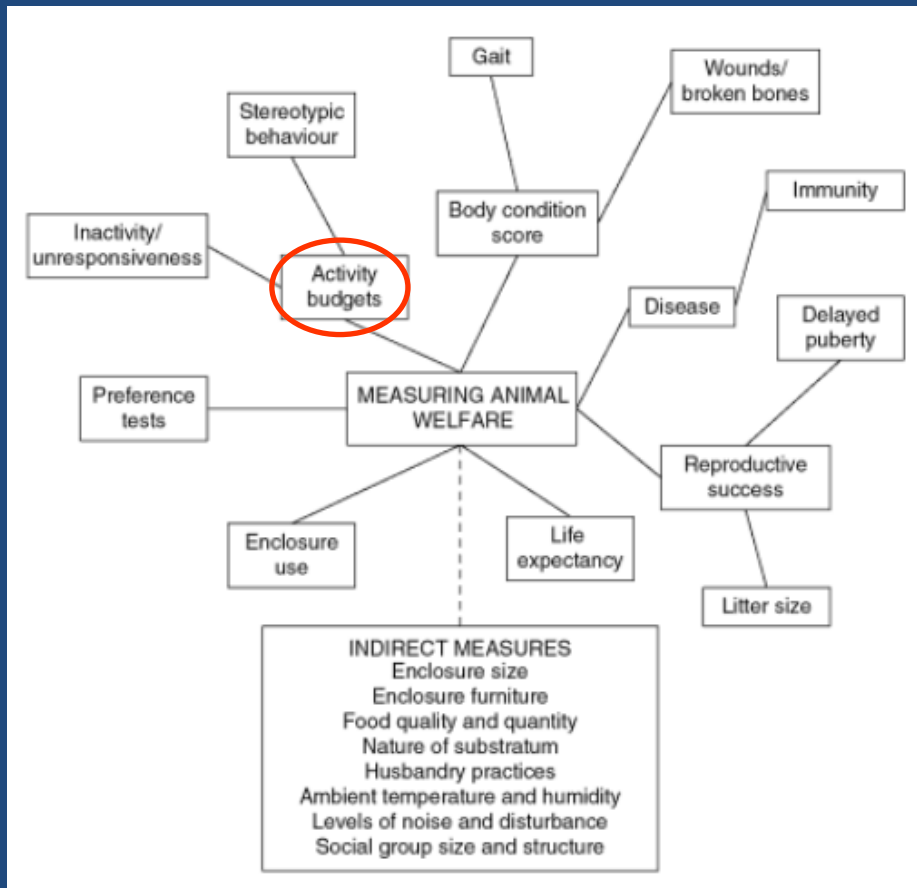 Gait
Wounds/
broken bones
Stereotypic
behaviour
Immunity
Body condition
score
Inactivity/
unresponsiveness
Activity
budgets
Disease
Delayed
puberty
Preference
tests
MEASURING ANIMAL
WELFARE
Reproductive
success
Enclosure
use
Life
expectancy
Litter size
INDIRECT MEASURES
Enclosure size
Enclosure furniture
Food quality and quantity
Nature of substratum
Husbandry practices
Ambient temperature and humidity
Levels of noise and disturbance
Social group size and structure